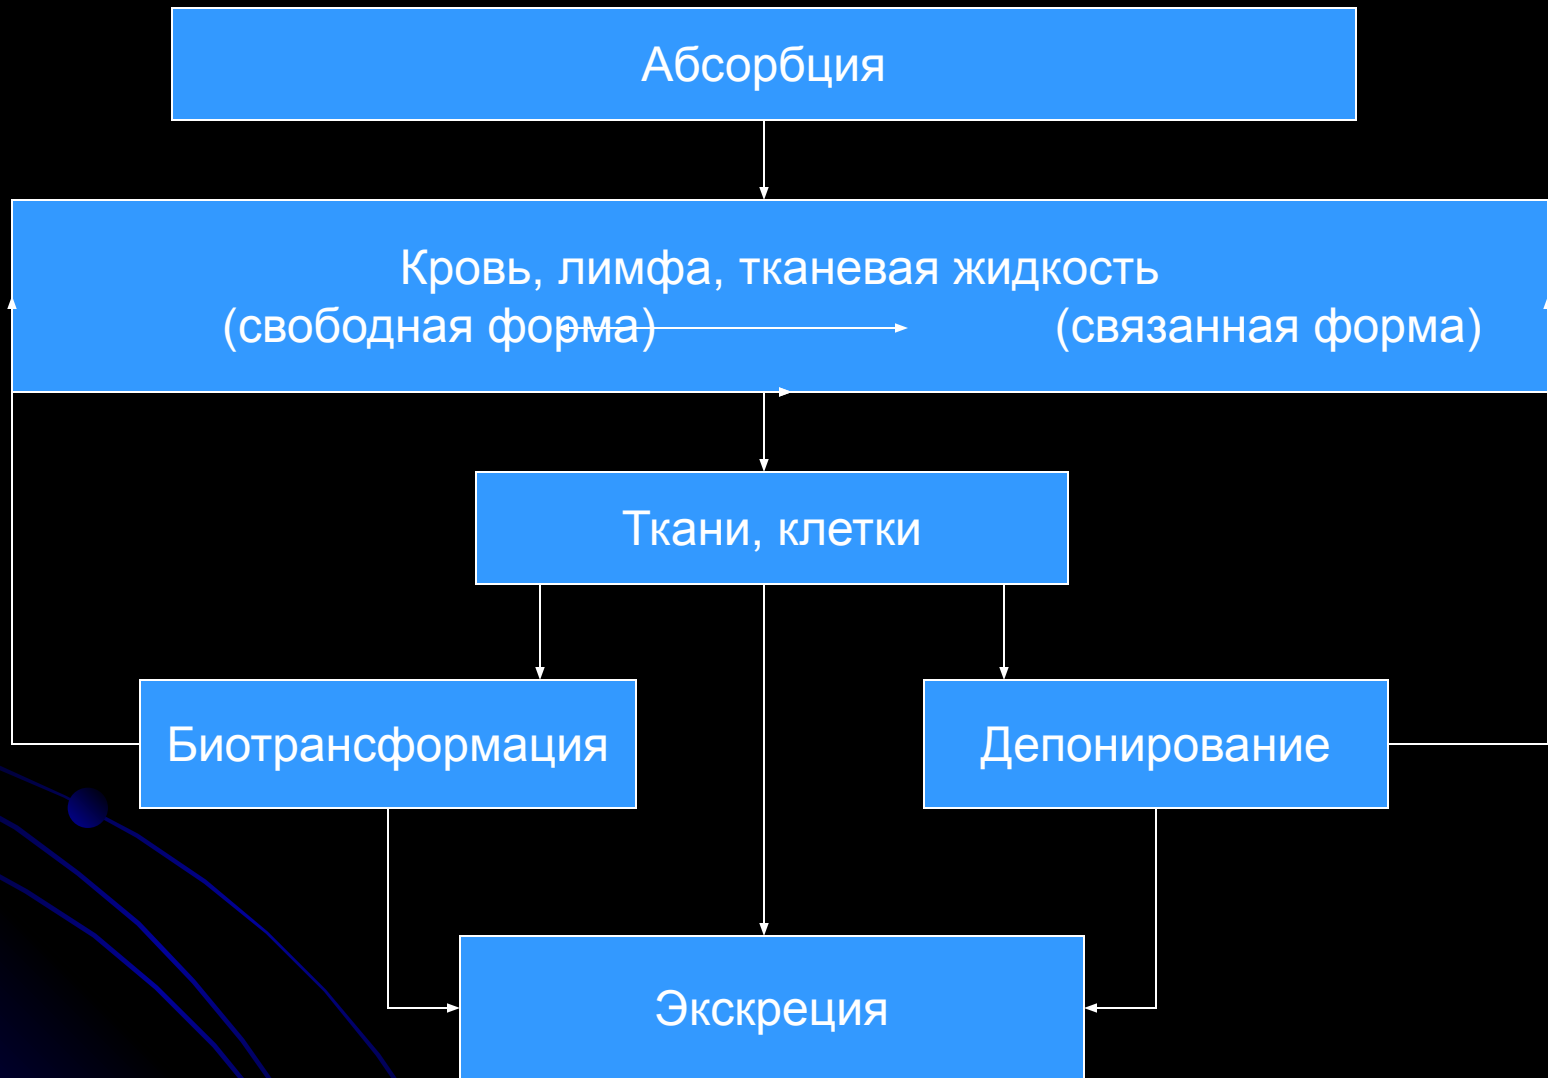 Абсорбция
Кровь, лимфа, тканевая жидкость
(свободная форма) (связанная форма)
Ткани, клетки
Биотрансформация
Депонирование
Экскреция